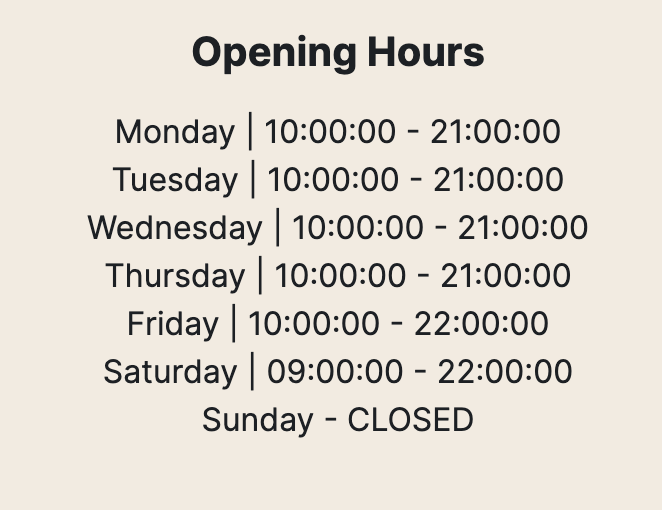 Opening Hours
Monday | 10:00:00 - 21:00:00
Tuesday | 10:00:00 - 21:00:00
Wednesday | 10:00:00 - 21:00:00
Thursday | 10:00:00 - 21:00:00
Friday | 10:00:00 - 22:00:00
Saturday | 09:00:00 - 22:00:00
Sunday - CLOSED